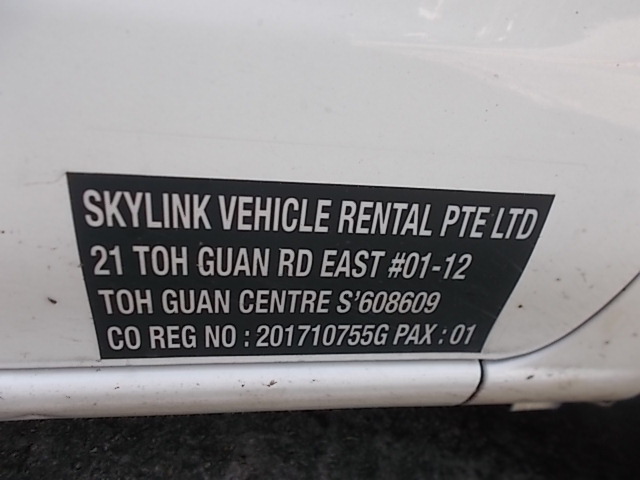 SKYLINK VEHICLE RENTAL PTE LTD
21 TOH GUAN RD EAST #01-12
TOH GUAN CENTRE S'608609
CO REG NO : 201710755G PAX : 01